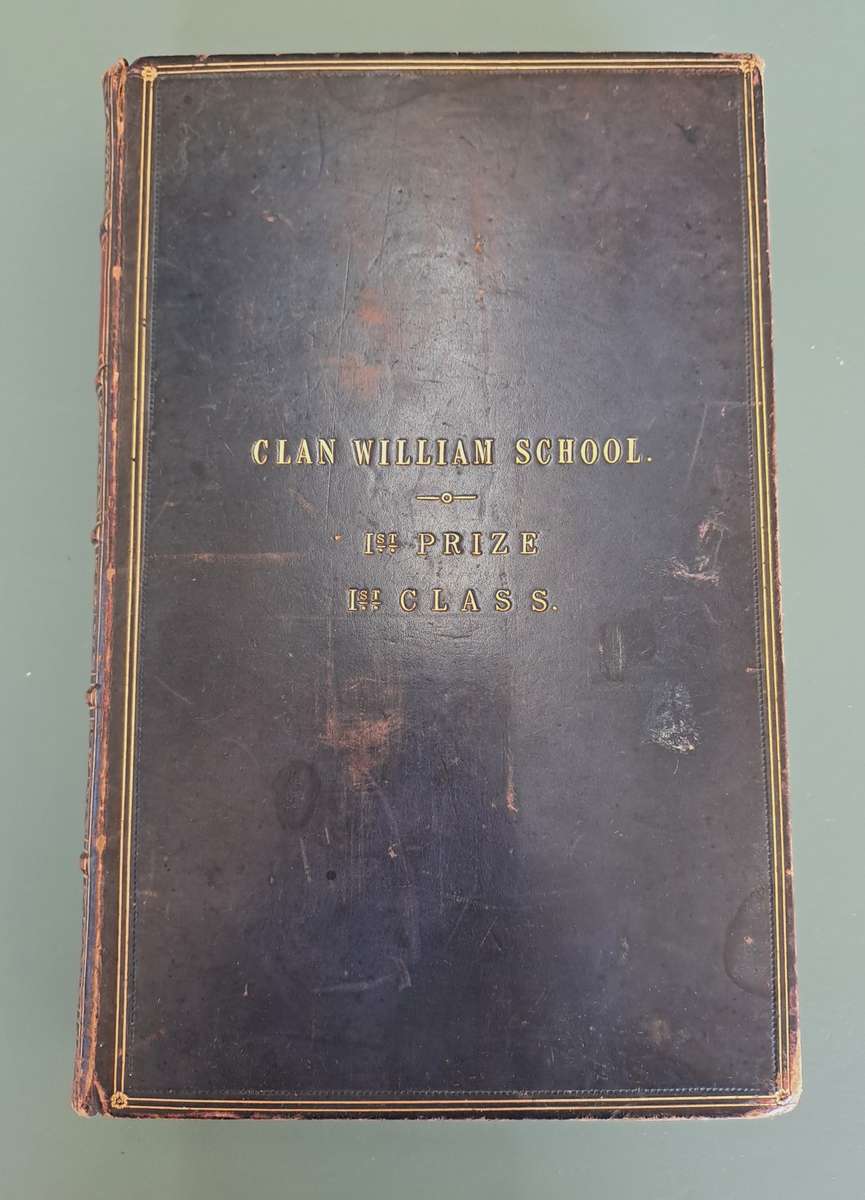 CLAN WILLIAM SCHOOL.
1ST PRIZE
1ST CLASS.